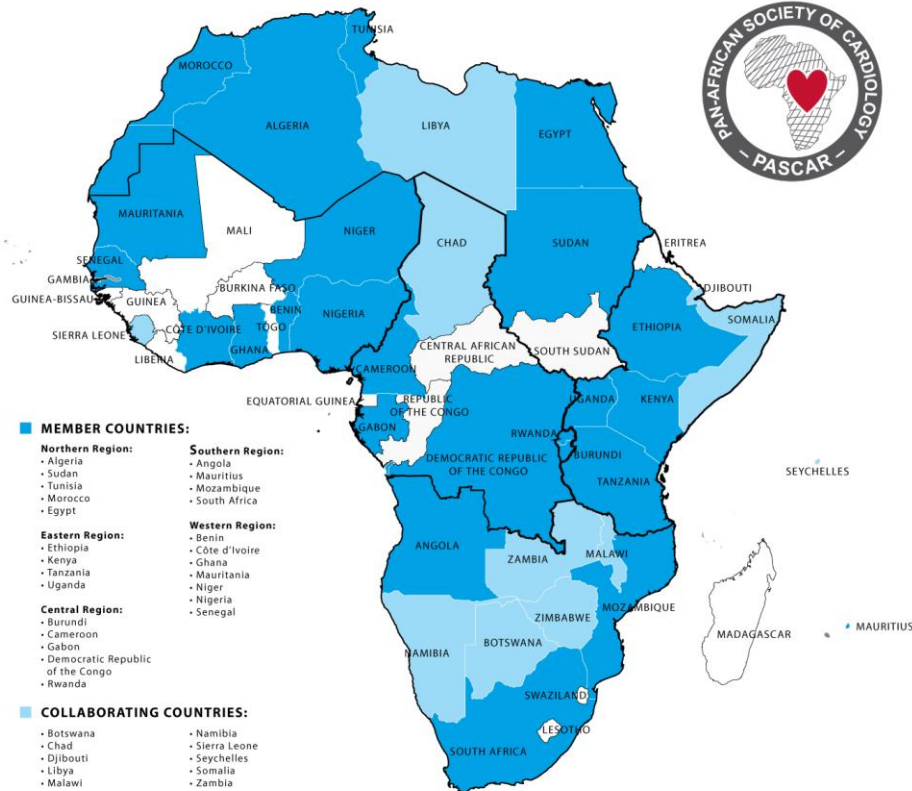 PAN-AFRICAN SOCIETY OF CARDIOLOGY
– PASCAR –
TUNISIA
MOROCCO
ALGERIA
LIBYA
EGYPT
MAURITANIA
MALI
NIGER
CHAD
SUDAN
ERITREA
SENEGAL
GAMBIA
GUINEA-BISSAU
GUINEA
BURKINA FASO
BENIN
NIGERIA
DJIBOUTI
SOMALIA
ETHIOPIA
SIERRA LEONE
CÔTE D'IVOIRE
TOGO
GHANA
LIBERIA
CENTRAL AFRICAN
REPUBLIC
SOUTH SUDAN
CAMEROON
EQUATORIAL GUINEA
REPUBLIC
OF THE CONGO
GABON
UGANDA
KENYA
RWANDA
DEMOCRATIC REPUBLIC
OF THE CONGO
BURUNDI
TANZANIA
SEYCHELLES
ANGOLA
ZAMBIA
MALAWI
MOZAMBIQUE
ZIMBABWE
NAMIBIA
BOTSWANA
MADAGASCAR
MAURITIUS
SWAZILAND
LESOTHO
SOUTH AFRICA
MEMBER COUNTRIES:
Northern Region:
• Algeria
• Sudan
• Tunisia
• Morocco
• Egypt
Eastern Region:
• Ethiopia
• Kenya
• Tanzania
• Uganda
Central Region:
• Burundi
• Cameroon
• Gabon
• Democratic Republic
of the Congo
• Rwanda
Southern Region:
• Angola
• Mauritius
• Mozambique
• South Africa
Western Region:
• Benin
• Côte d'Ivoire
• Ghana
• Mauritania
• Niger
• Nigeria
• Senegal
COLLABORATING COUNTRIES:
• Botswana
• Chad
• Djibouti
• Libya
• Malawi
• Namibia
• Sierra Leone
• Seychelles
• Somalia
• Zambia